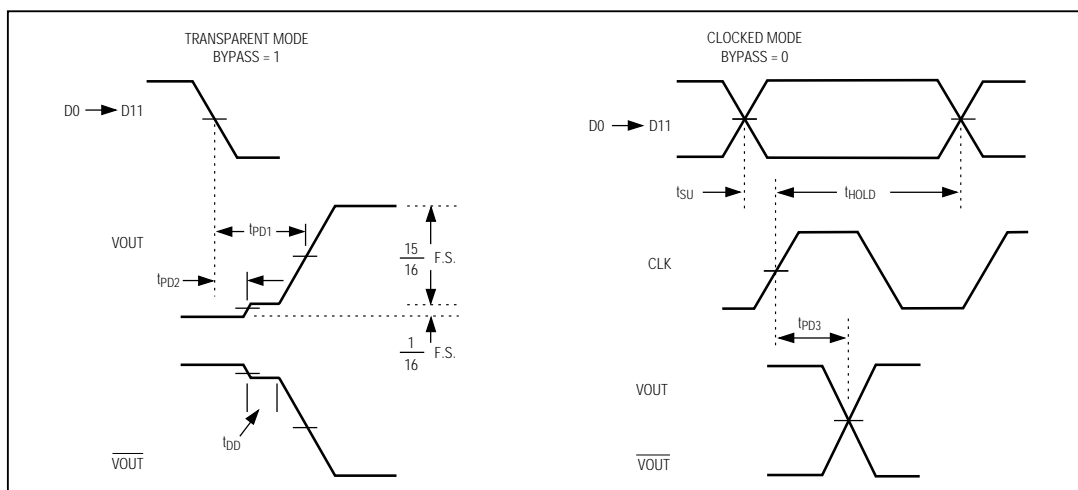 TRANSPARENT MODE
BYPASS = 1
D0 → D11
VOUT
tPD1
tPD2
15/16 F.S.
1/16 F.S.
tDD
VOUT
CLOCKED MODE
BYPASS = 0
D0 → D11
tSU
tHOLD
CLK
tPD3
VOUT
VOUT